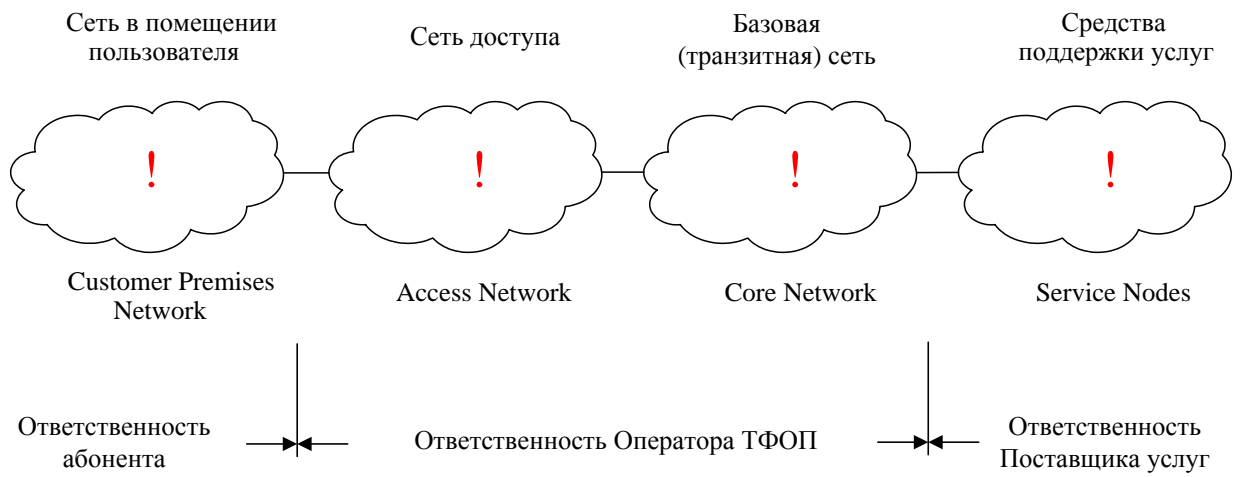 Сеть в помещении
пользователя
Сеть доступа
Базовая
(транзитная) сеть
Средства
поддержки услуг
!
!
!
!
Customer Premises
Network
Access Network
Core Network
Service Nodes
Ответственность
абонента
Ответственность Оператора ТФОП
Ответственность
Поставщика услуг